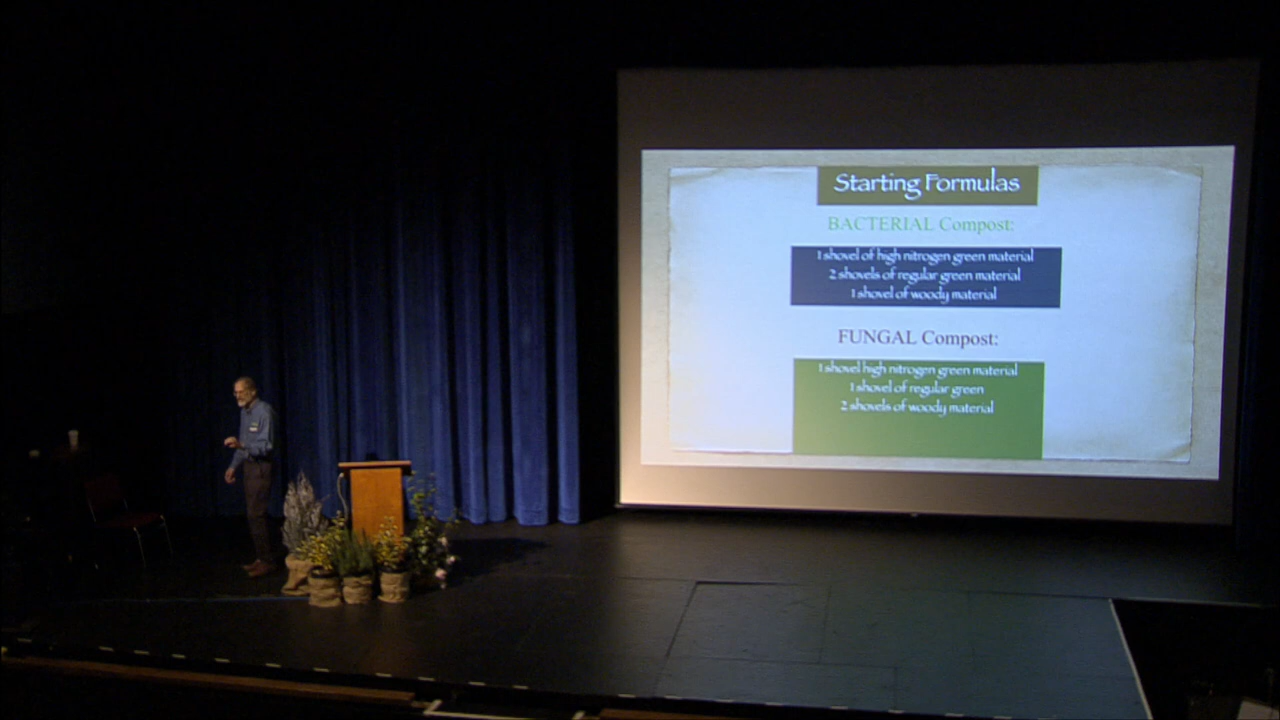 Starting Formulas
BACTERIAL Compost:
1 shovel of high nitrogen green material
2 shovels of regular green material
1 shovel of woody material
FUNGAL Compost:
1 shovel high nitrogen green material
1 shovel of regular green
2 shovels of woody material